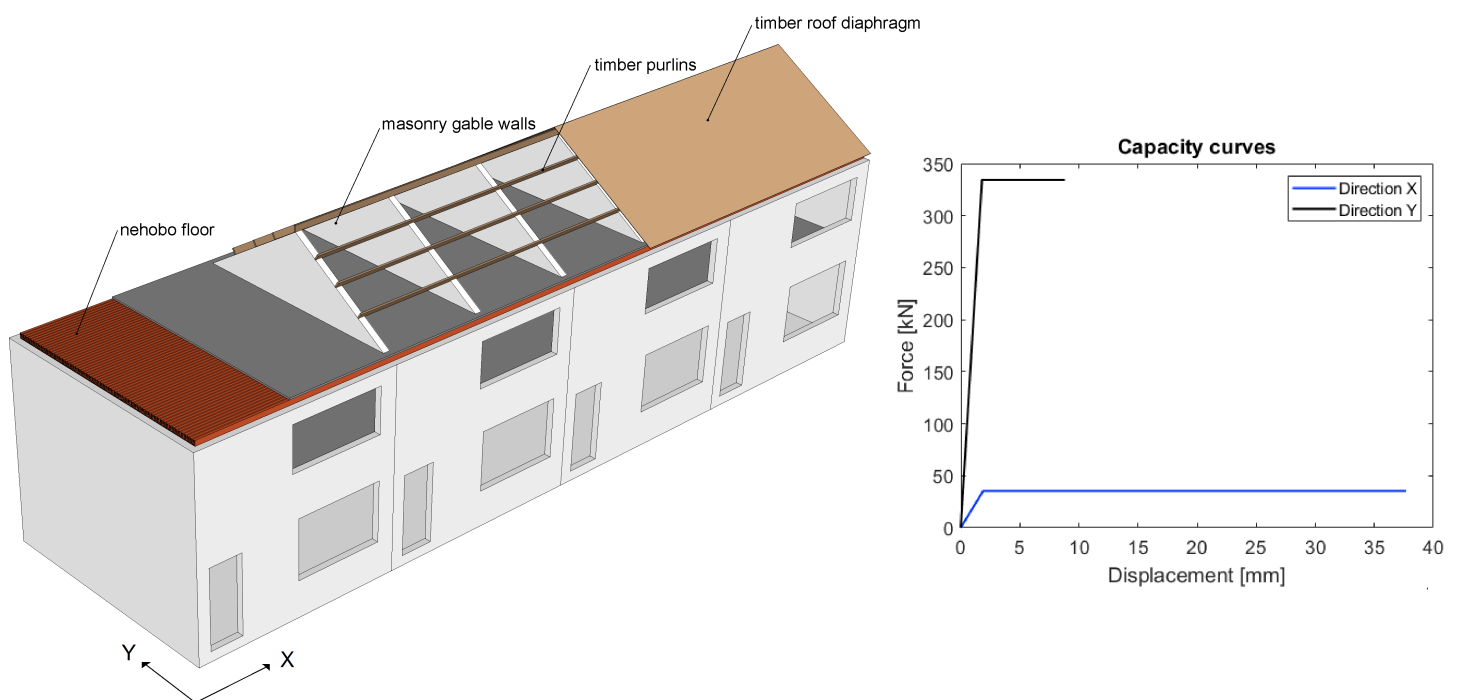 timber roof diaphragm
timber purlins
masonry gable walls
nehobo floor
Y
X
Capacity curves
Direction X
Direction Y
Force [kN]
350
300
250
200
150
100
50
0
0 5 10 15 20 25 30 35 40
Displacement [mm]